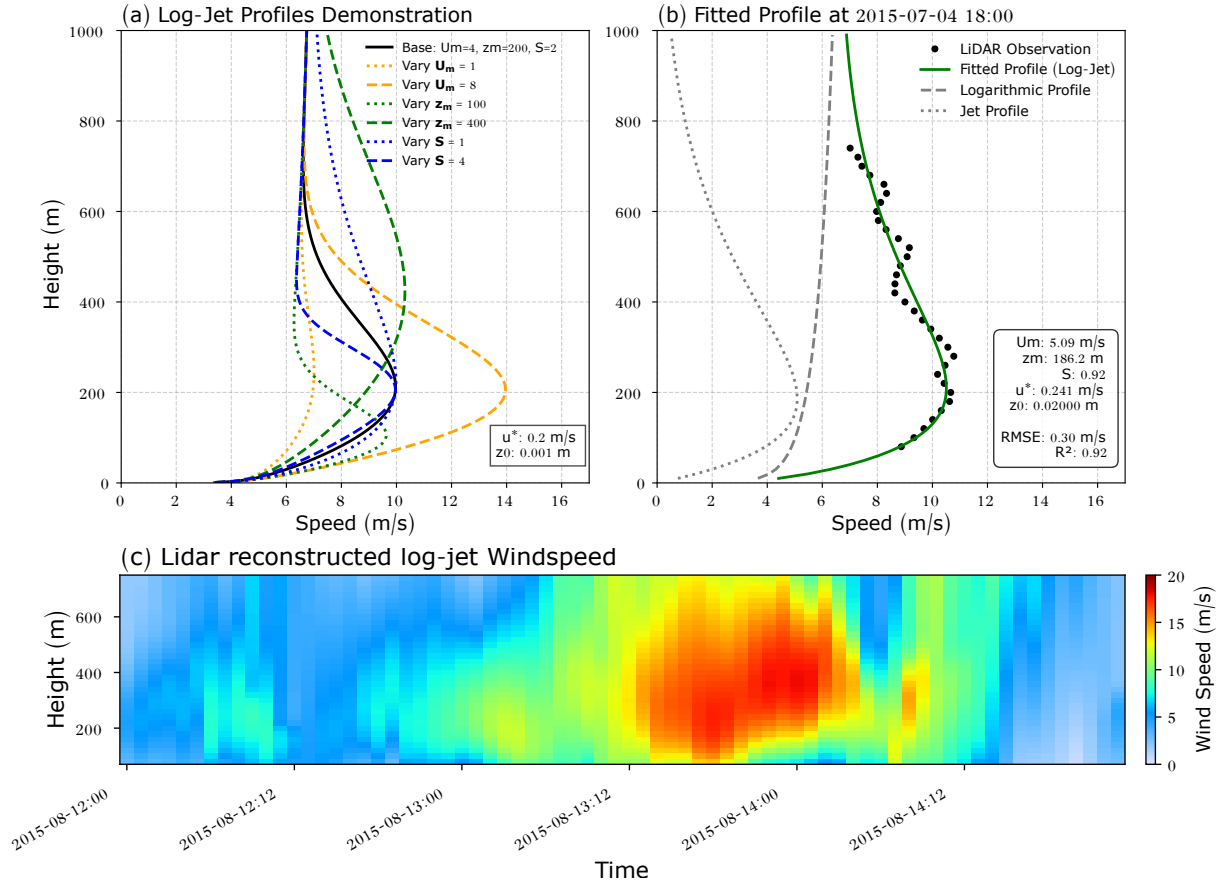 (a) Log-Jet Profiles Demonstration
1000
800
600
400
200
0
Height (m)
0 2 4 6 8 10 12 14 16
Speed (m/s)
Base: Um=4, zm=200, S=2
Vary Um = 1
Vary Um = 8
Vary zm = 100
Vary zm = 400
Vary S = 1
Vary S = 4
u*: 0.2 m/s
z0: 0.001 m
(b) Fitted Profile at 2015-07-04 18:00
1000
800
600
400
200
0
0 2 4 6 8 10 12 14 16
Speed (m/s)
LiDAR Observation
Fitted Profile (Log-Jet)
Logarithmic Profile
Jet Profile
Um: 5.09 m/s
zm: 186.2 m
S: 0.92
u*: 0.241 m/s
z0: 0.02000 m
RMSE: 0.30 m/s
R²: 0.92
(c) Lidar reconstructed log-jet Windspeed
600
400
200
Height (m)
2015-08-12:00
2015-08-12:12
2015-08-13:00
2015-08-13:12
2015-08-14:00
2015-08-14:12
Time
20
15
10
5
0
Wind Speed (m/s)